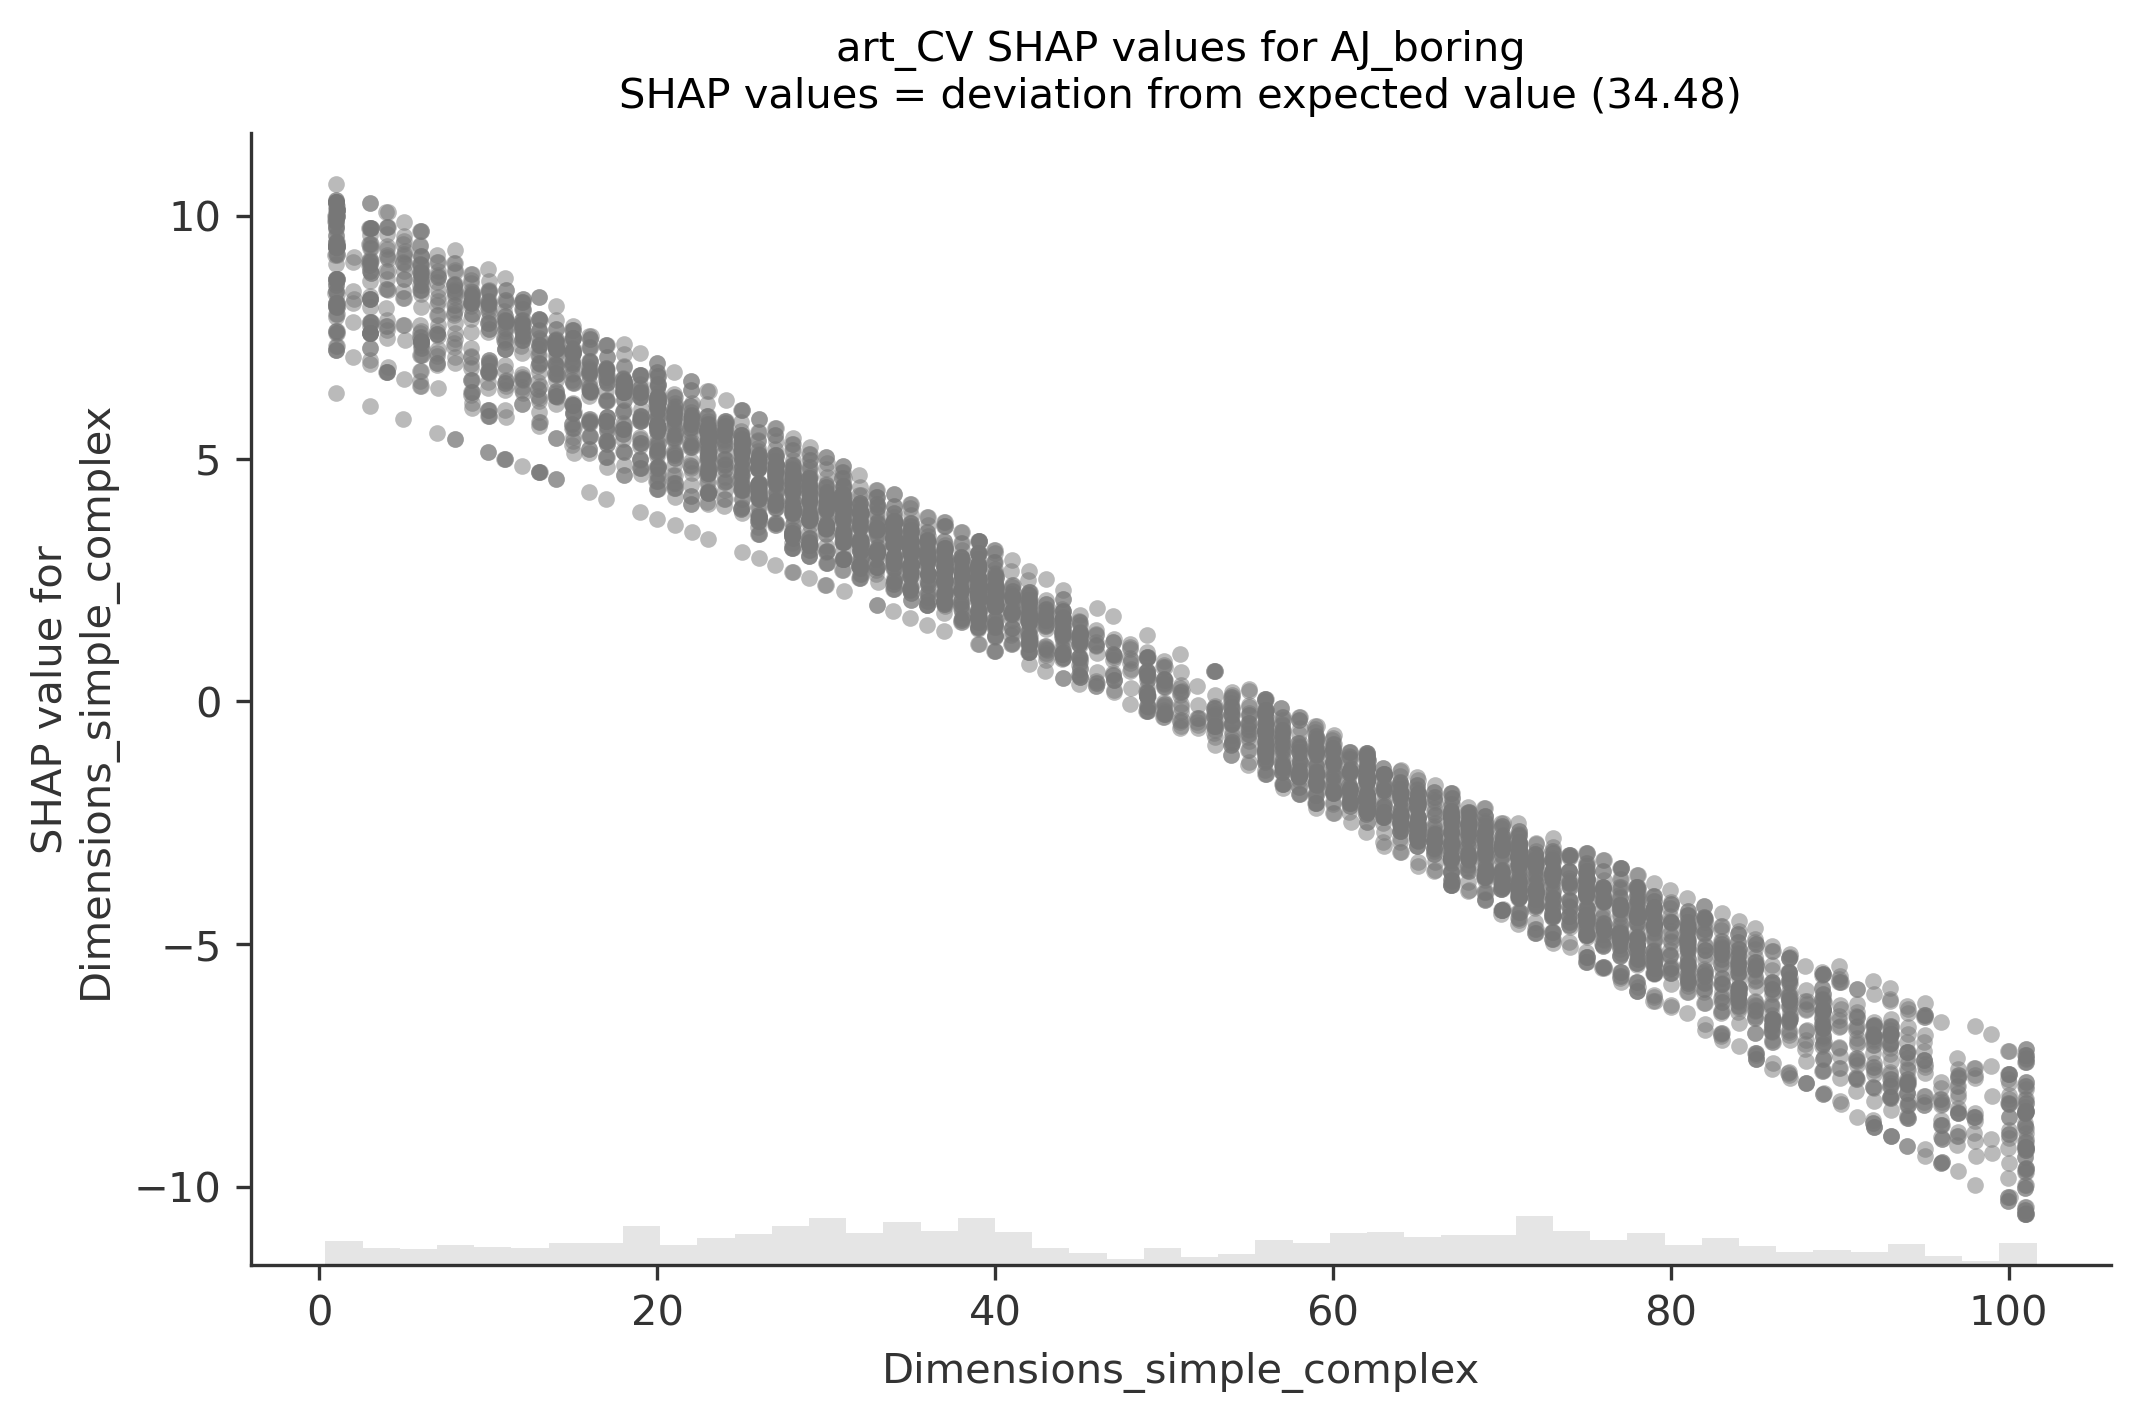 art_CV SHAP values for AJ_boring
SHAP values = deviation from expected value (34.48)
SHAP value for
Dimensions_simple_complex
10
5
0
−5
−10
0
20
40
60
80
100
Dimensions_simple_complex